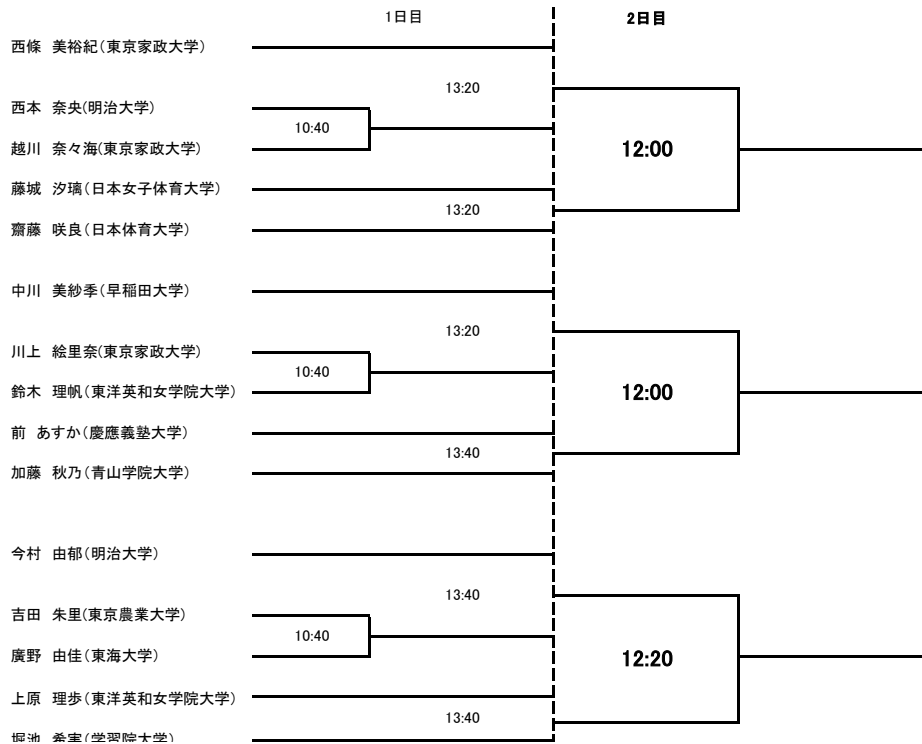 1日目 2日目
西條 美裕紀(東京家政大学)
13:20
西本 奈央(明治大学)
10:40
12:00
越川 奈々海(東京家政大学)
藤城 汐璃(日本女子体育大学)
13:20
齋藤 咲良(日本体育大学)
中川 美紗季(早稲田大学)
13:20
川上 絵里奈(東京家政大学)
10:40
12:00
鈴木 理帆(東洋英和女学院大学)
前 あすか(慶應義塾大学)
13:40
加藤 秋乃(青山学院大学)
今村 由郁(明治大学)
13:40
吉田 朱里(東京農業大学)
10:40
12:20
廣野 由佳(東海大学)
上原 理歩(東洋英和女学院大学)
13:40
堀池 希実(学習院大学)